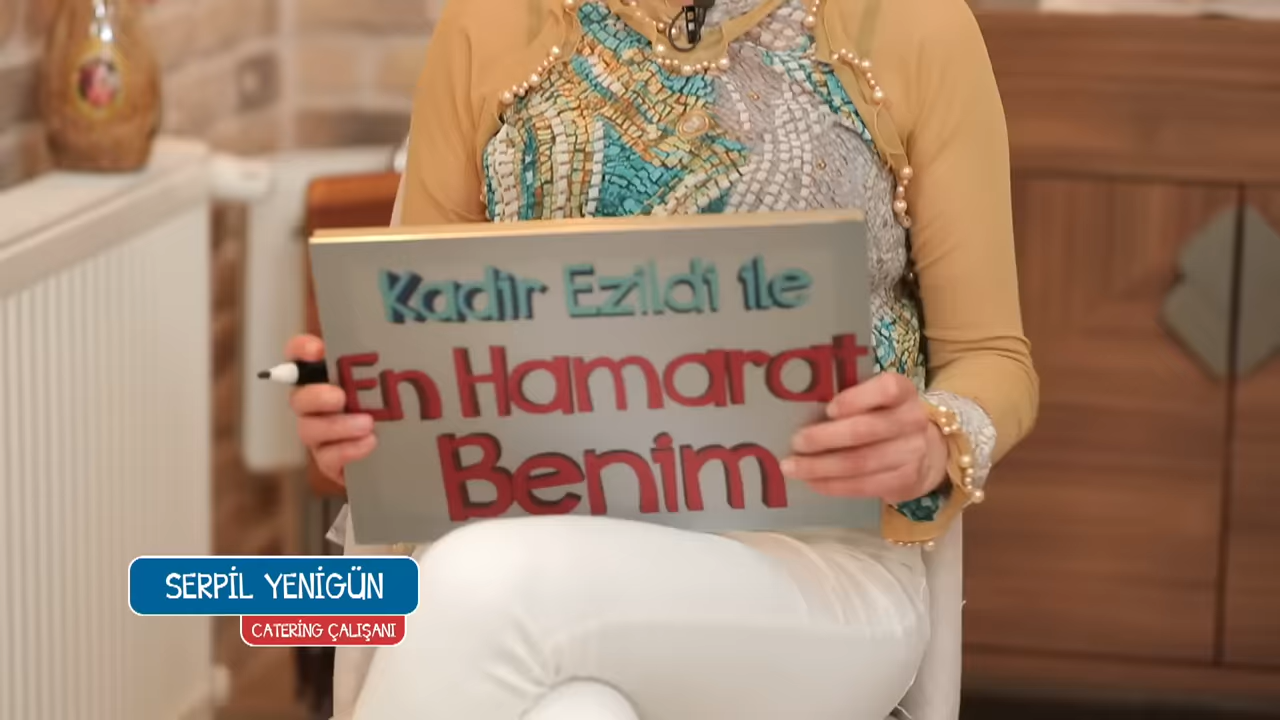 Kadir Ezildi ile
En Hamarat
Benim
SERPİL YENİGÜN
CATERİNG ÇALIŞANI